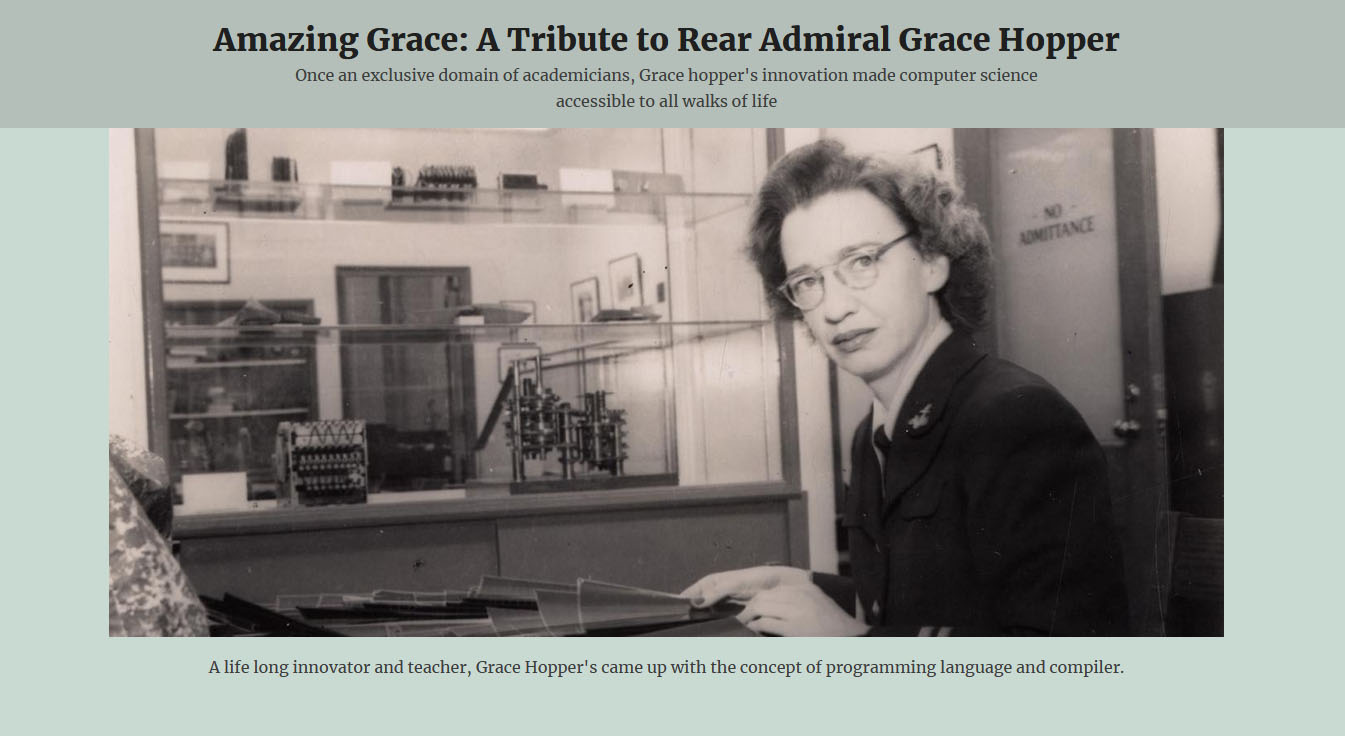 Amazing Grace: A Tribute to Rear Admiral Grace Hopper
Once an exclusive domain of academicians, Grace hopper's innovation made computer science
accessible to all walks of life
- NO -
ADMITTANCE
A life long innovator and teacher, Grace Hopper's came up with the concept of programming language and compiler.